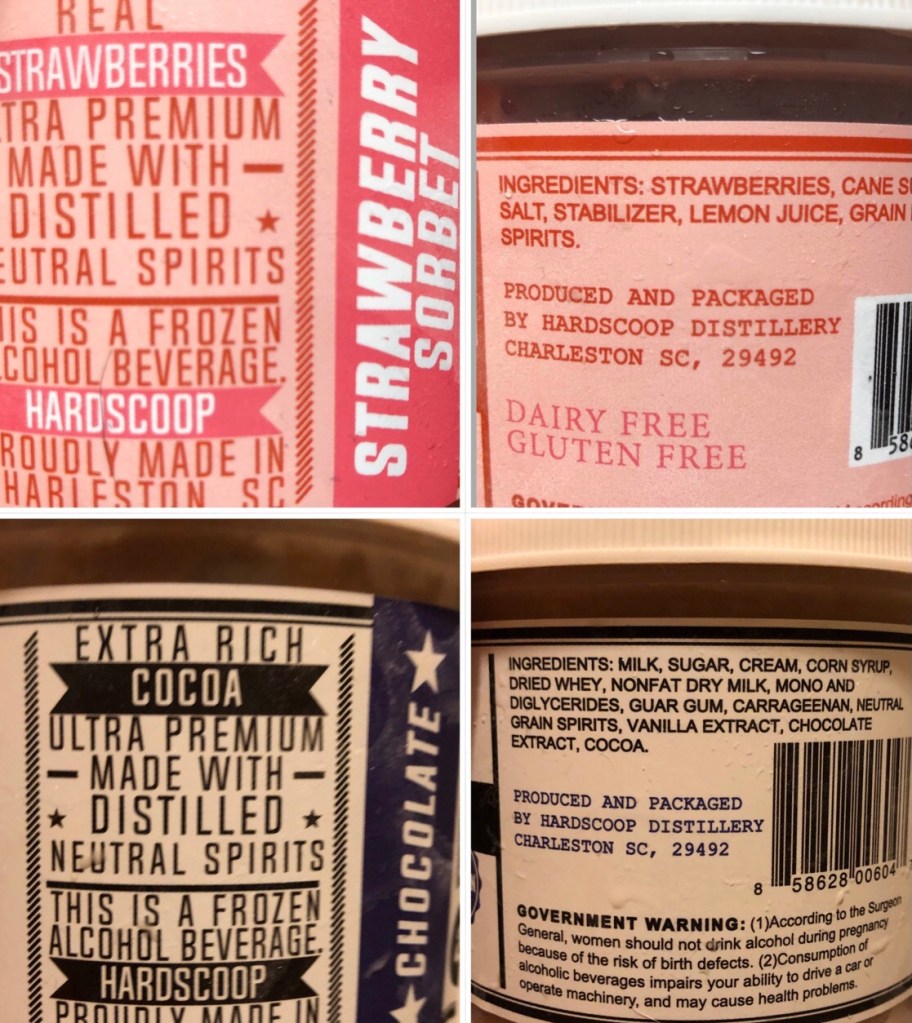 REAL
STRAWBERRIES
PREMIUM
MADE WITH
DISTILLED
SPIRITS
IS A FROZEN
BEVERAGE.
HARDSCOOP
MADE IN
SC
STRAWBERRY
SORBET
INGREDIENTS: STRAWBERRIES, CANE
SALT, STABILIZER, LEMON JUICE, GRAIN
SPIRITS.
PRODUCED AND PACKAGED
BY HARDSCOOP DISTILLERY
CHARLESTON SC, 29492
DAIRY FREE
GLUTEN FREE
8 58
EXTRA RICH
COCOA
ULTRA PREMIUM
MADE WITH
DISTILLED
NEUTRAL SPIRITS
THIS IS A FROZEN
ALCOHOL BEVERAGE.
HARDSCOOP
PROUDLY MADE IN
CHOCOLATE
INGREDIENTS: MILK, SUGAR, CREAM, CORN SYRUP,
DRIED WHEY, NONFAT DRY MILK, MONO AND
DIGLYCERIDES, GUAR GUM, CARRAGEENAN, NEUTRAL
GRAIN SPIRITS, VANILLA EXTRACT, CHOCOLATE
EXTRACT, COCOA.
PRODUCED AND PACKAGED
BY HARDSCOOP DISTILLERY
CHARLESTON SC, 29492
8 58628 00604
GOVERNMENT WARNING: (1)According to the Surgeon
General, women should not drink alcohol during pregnancy
because of the risk of birth defects. (2)Consumption of
alcoholic beverages impairs your ability to drive a car or
operate machinery, and may cause health problems.